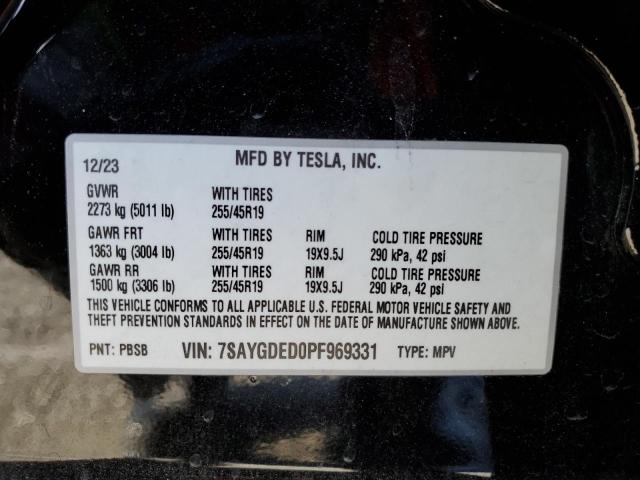 12/23 MFD BY TESLA, INC.
GVWR WITH TIRES
2273 kg (5011 lb) 255/45R19
GAWR FRT WITH TIRES RIM COLD TIRE PRESSURE
1363 kg (3004 lb) 255/45R19 19X9.5J 290 kPa, 42 psi
GAWR RR WITH TIRES RIM COLD TIRE PRESSURE
1500 kg (3306 lb) 255/45R19 19X9.5J 290 kPa, 42 psi
THIS VEHICLE CONFORMS TO ALL APPLICABLE U.S. FEDERAL MOTOR VEHICLE SAFETY AND
THEFT PREVENTION STANDARDS IN EFFECT ON THE DATE OF MANUFACTURE SHOWN ABOVE.
PNT: PBSB VIN: 7SAYGDED0PF969331 TYPE: MPV